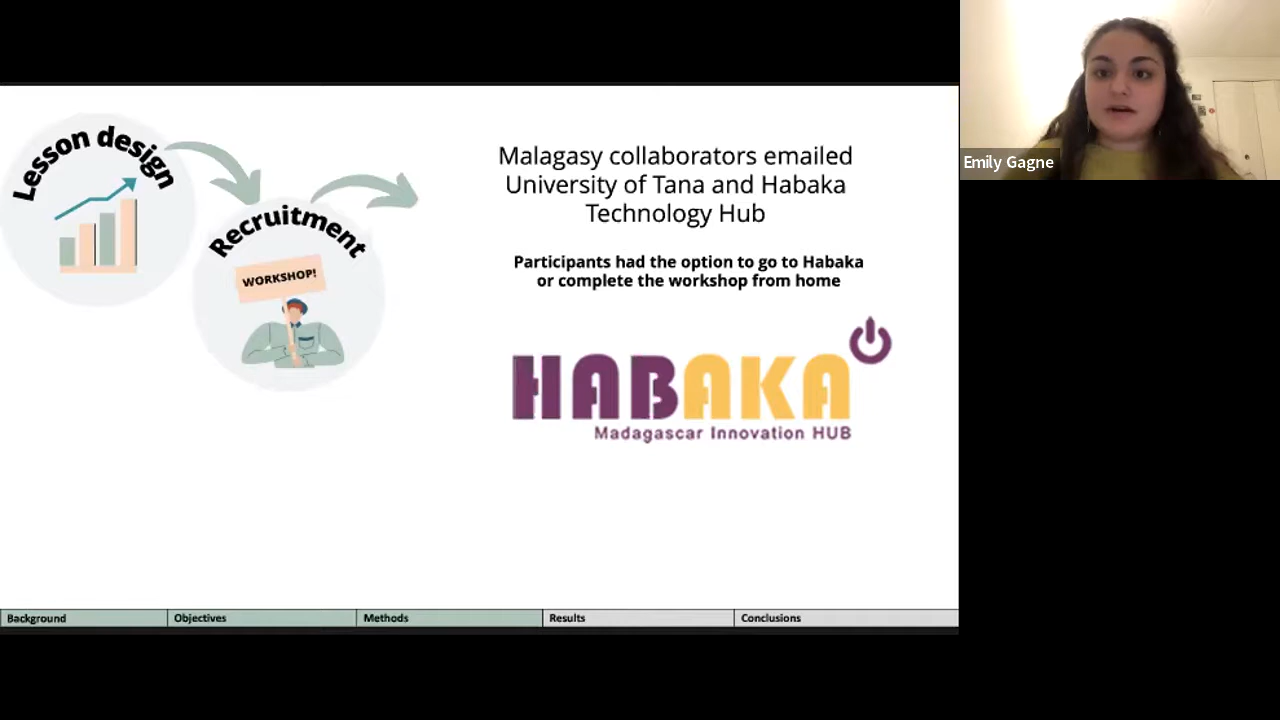 Lesson design
Recruitment
WORKSHOP!
Malagasy collaborators emailed
University of Tana and Habaka
Technology Hub
Participants had the option to go to Habaka
or complete the workshop from home
HABAKA
Madagascar Innovation HUB
Emily Gagne
Background
Objectives
Methods
Results
Conclusions